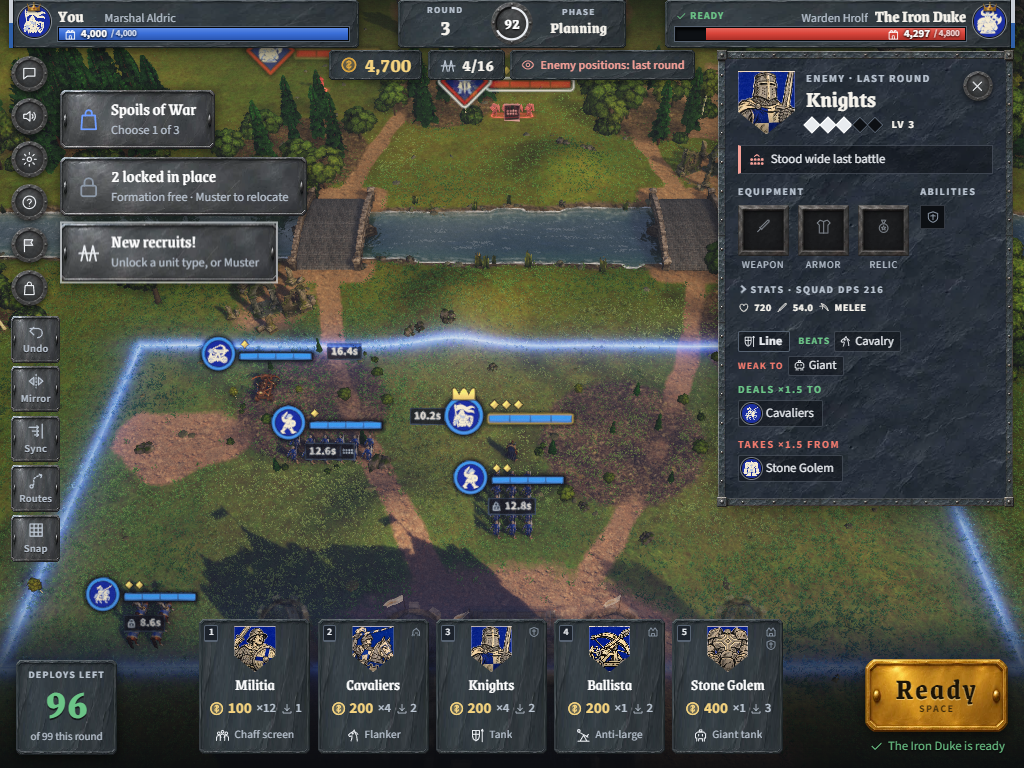 You
Marshal Aldric
4,000 / 4,000
ROUND
3
92
PHASE
Planning
READY
Warden Hrolf
The Iron Duke
4,297 / 4,800
4,700
4/16
Enemy positions: last round
Spoils of War
Choose 1 of 3
2 locked in place
Formation free · Muster to relocate
New recruits!
Unlock a unit type, or Muster
Undo
Mirror
Sync
Routes
Snap
16.4s
10.2s
12.6s
12.8s
8.6s
ENEMY · LAST ROUND
Knights
LV 3
Stood wide last battle
EQUIPMENT
ABILITIES
WEAPON
ARMOR
RELIC
STATS · SQUAD DPS 216
720
54.0
MELEE
Line
BEATS
Cavalry
WEAK TO
Giant
DEALS ×1.5 TO
Cavaliers
TAKES ×1.5 FROM
Stone Golem
DEPLOYS LEFT
96
of 99 this round
1
Militia
100 ×12 1
Chaff screen
2
Cavaliers
200 ×4 2
Flanker
3
Knights
200 ×4 2
Tank
4
Ballista
200 ×1 2
Anti-large
5
Stone Golem
400 ×1 3
Giant tank
Ready
SPACE
The Iron Duke is ready